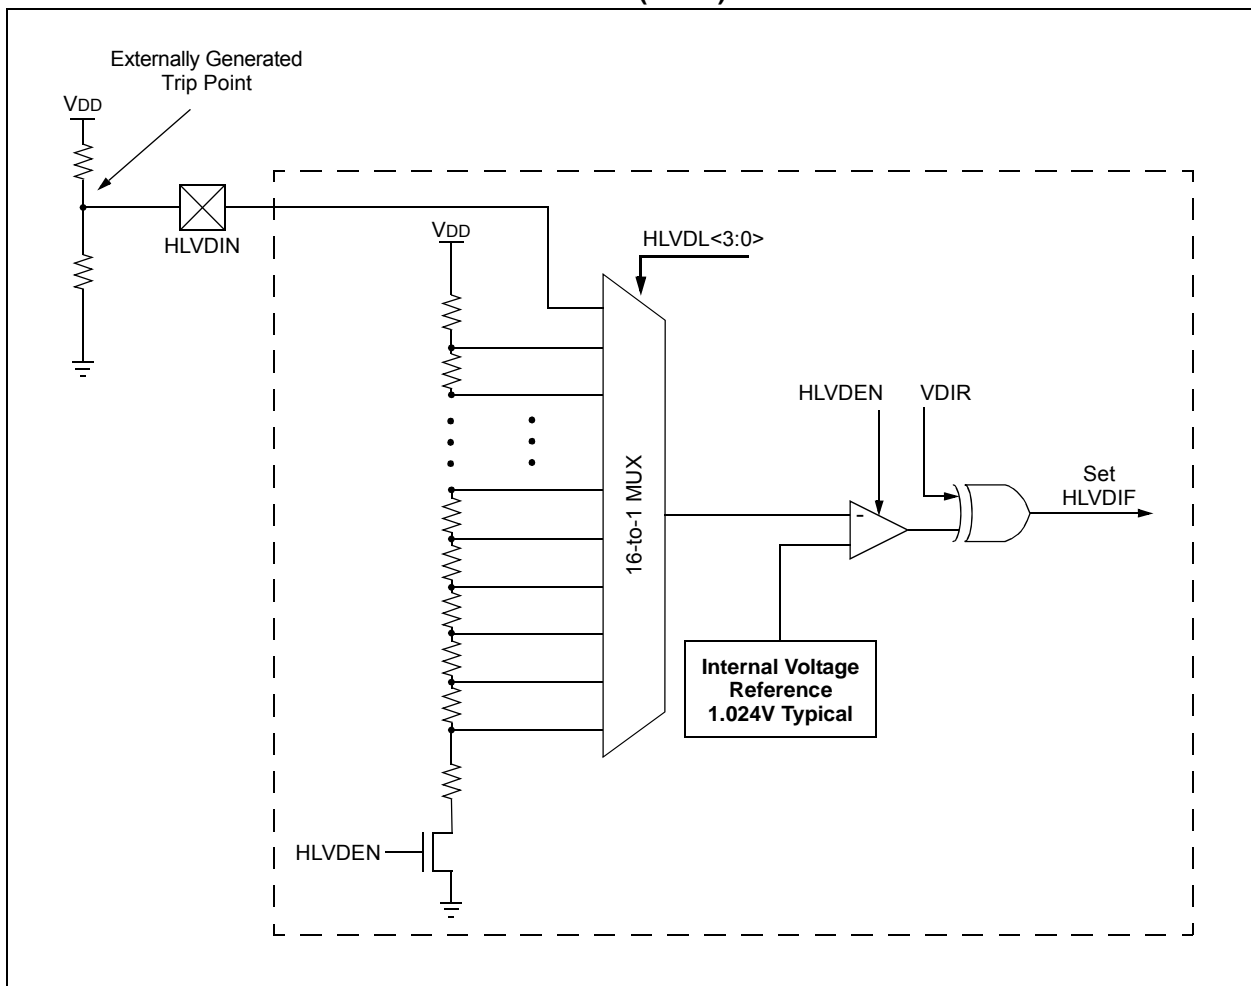 Externally Generated
Trip Point
VDD
HLVDIN
VDD
HLVDL<3:0>
16-to-1 MUX
HLVDEN
VDIR
-
Set
HLVDIF
Internal Voltage
Reference
1.024V Typical
HLVDEN